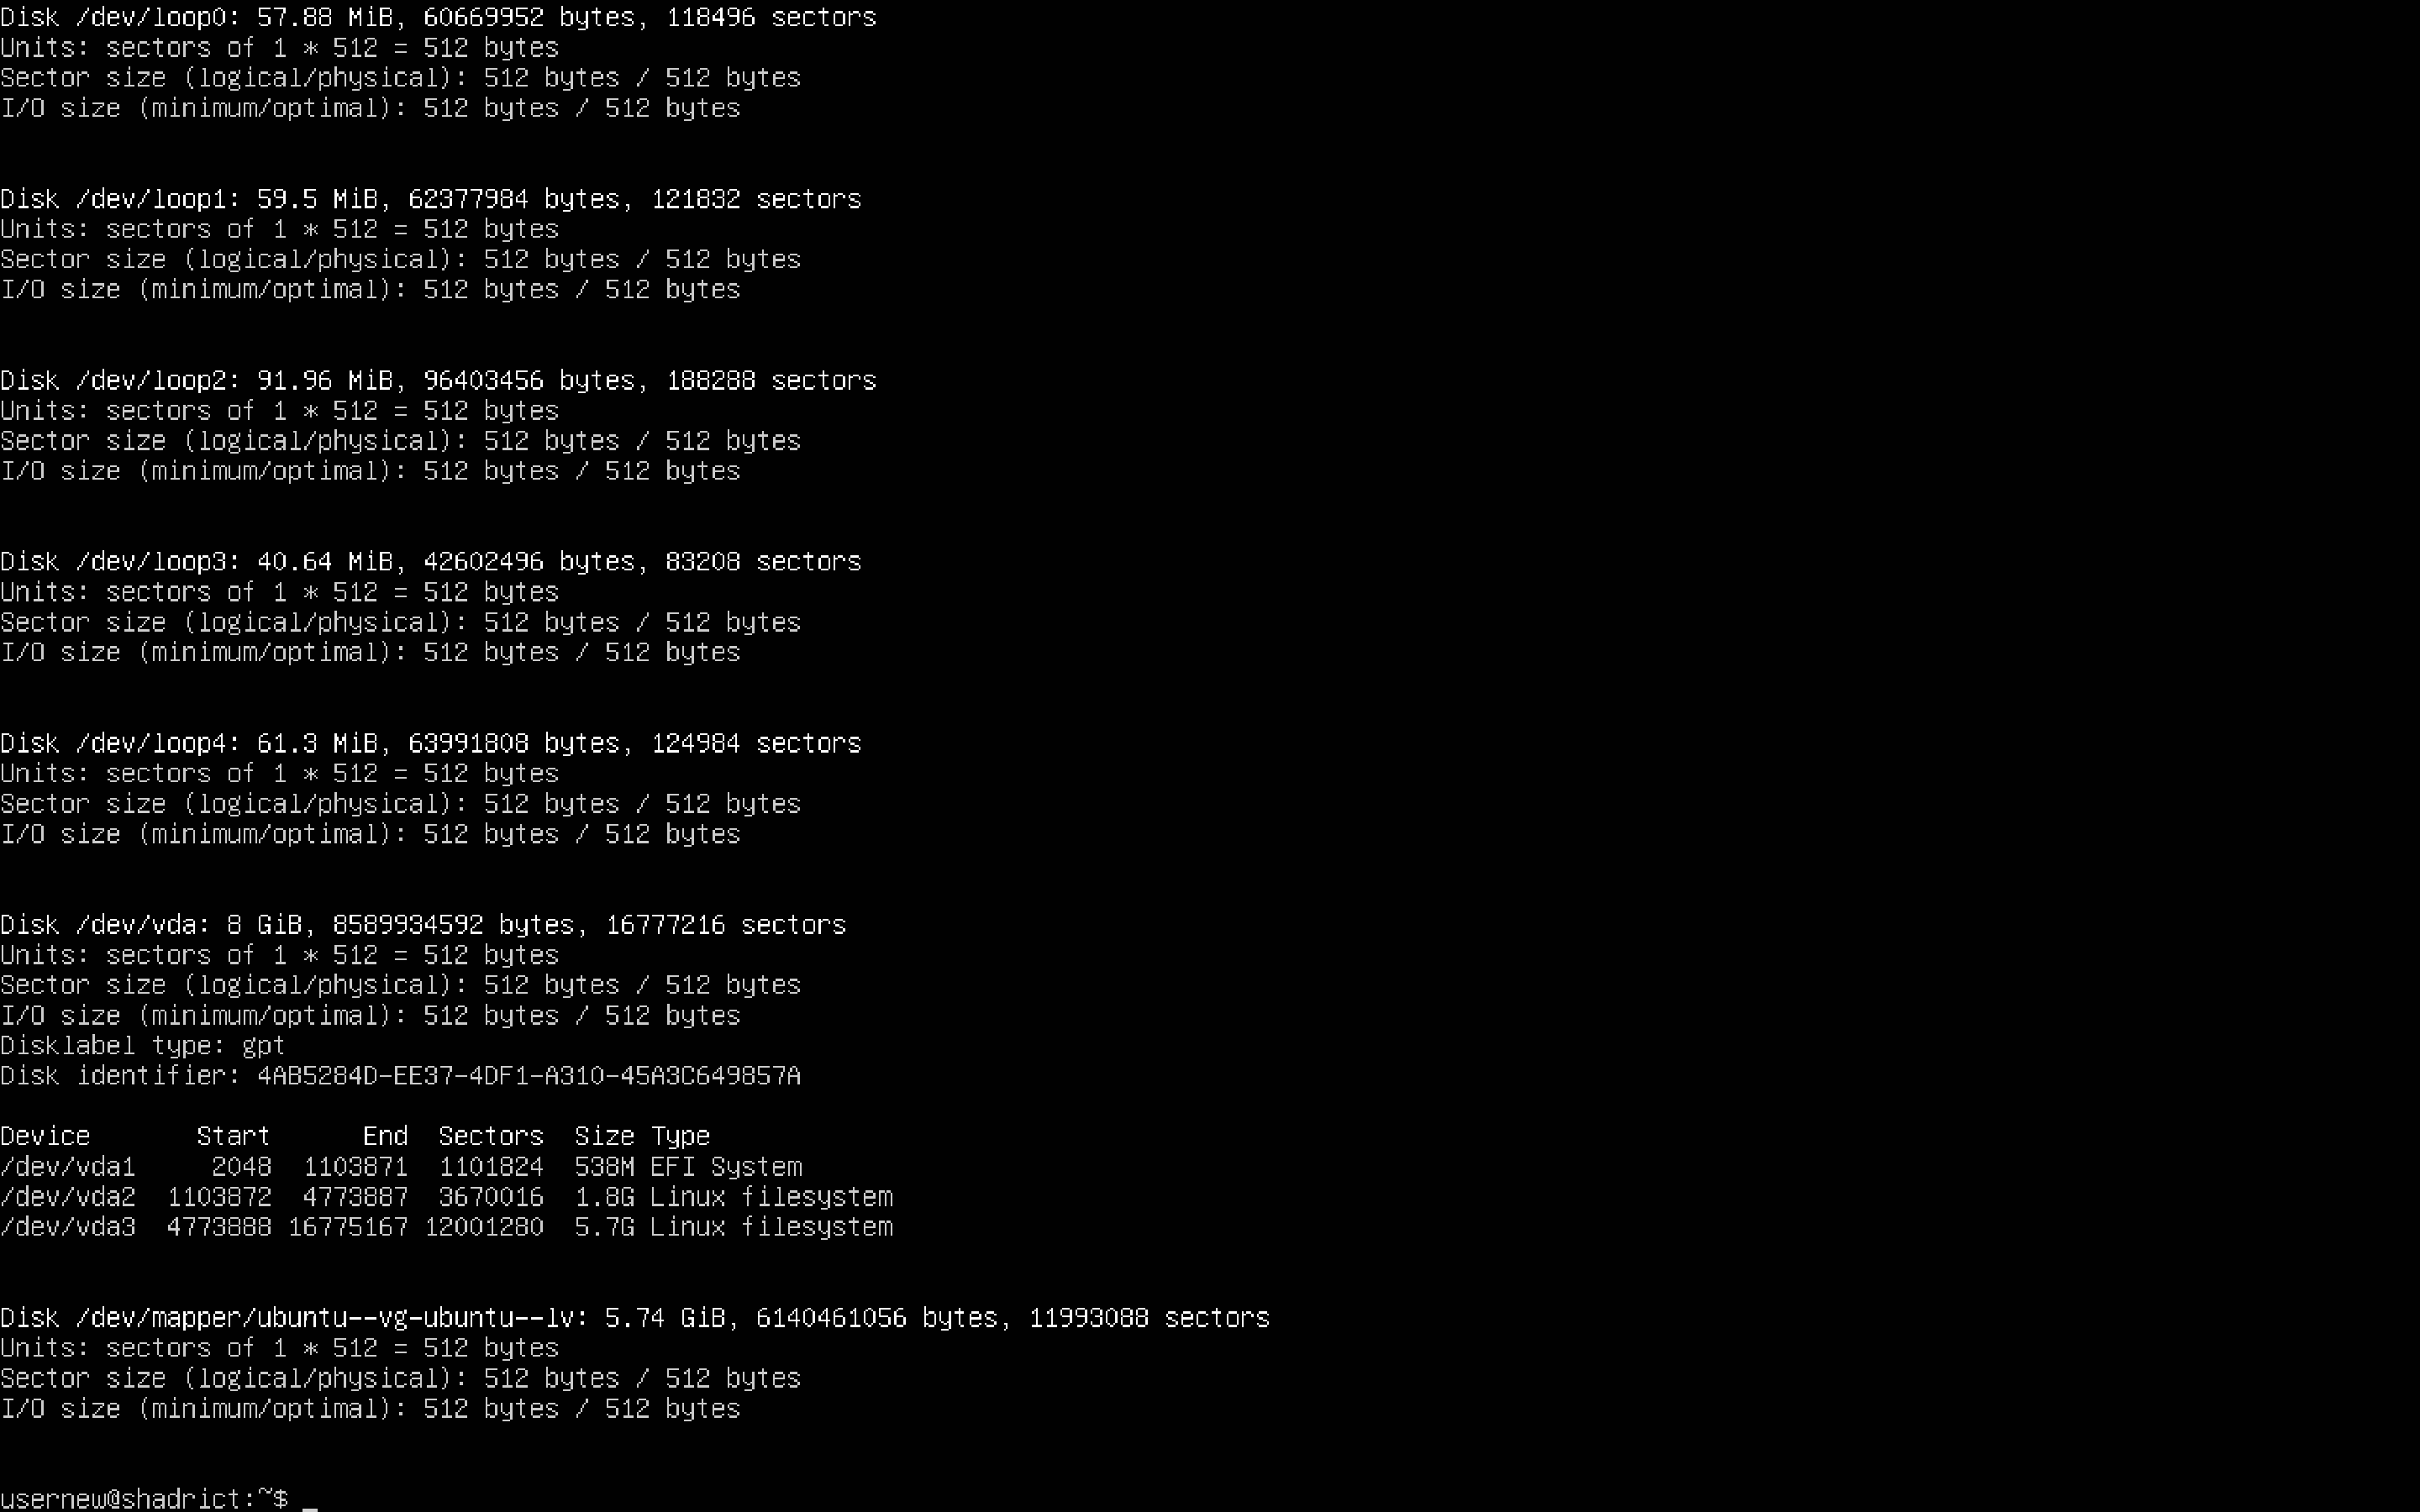 Disk /dev/loop0: 57.88 MiB, 60669952 bytes, 118496 sectors
Units: sectors of 1 * 512 = 512 bytes
Sector size (logical/physical): 512 bytes / 512 bytes
I/O size (minimum/optimal): 512 bytes / 512 bytes
Disk /dev/loop1: 59.5 MiB, 62377984 bytes, 121832 sectors
Units: sectors of 1 * 512 = 512 bytes
Sector size (logical/physical): 512 bytes / 512 bytes
I/O size (minimum/optimal): 512 bytes / 512 bytes
Disk /dev/loop2: 91.96 MiB, 96403456 bytes, 188288 sectors
Units: sectors of 1 * 512 = 512 bytes
Sector size (logical/physical): 512 bytes / 512 bytes
I/O size (minimum/optimal): 512 bytes / 512 bytes
Disk /dev/loop3: 40.64 MiB, 42602496 bytes, 83208 sectors
Units: sectors of 1 * 512 = 512 bytes
Sector size (logical/physical): 512 bytes / 512 bytes
I/O size (minimum/optimal): 512 bytes / 512 bytes
Disk /dev/loop4: 61.3 MiB, 63991808 bytes, 124984 sectors
Units: sectors of 1 * 512 = 512 bytes
Sector size (logical/physical): 512 bytes / 512 bytes
I/O size (minimum/optimal): 512 bytes / 512 bytes
Disk /dev/vda: 8 GiB, 8589934592 bytes, 16777216 sectors
Units: sectors of 1 * 512 = 512 bytes
Sector size (logical/physical): 512 bytes / 512 bytes
I/O size (minimum/optimal): 512 bytes / 512 bytes
Disklabel type: gpt
Disk identifier: 4AB5284D-EE37-4DF1-A310-45A3C649857A
Device       Start      End  Sectors  Size Type
/dev/vda1     2048  1103871  1101824  538M EFI System
/dev/vda2  1103872  4773887  3670016  1.8G Linux filesystem
/dev/vda3  4773888 16775167 12001280  5.7G Linux filesystem
Disk /dev/mapper/ubuntu--vg-ubuntu--lv: 5.74 GiB, 6140461056 bytes, 11993088 sectors
Units: sectors of 1 * 512 = 512 bytes
Sector size (logical/physical): 512 bytes / 512 bytes
I/O size (minimum/optimal): 512 bytes / 512 bytes
usernew@shadrict:~$ _